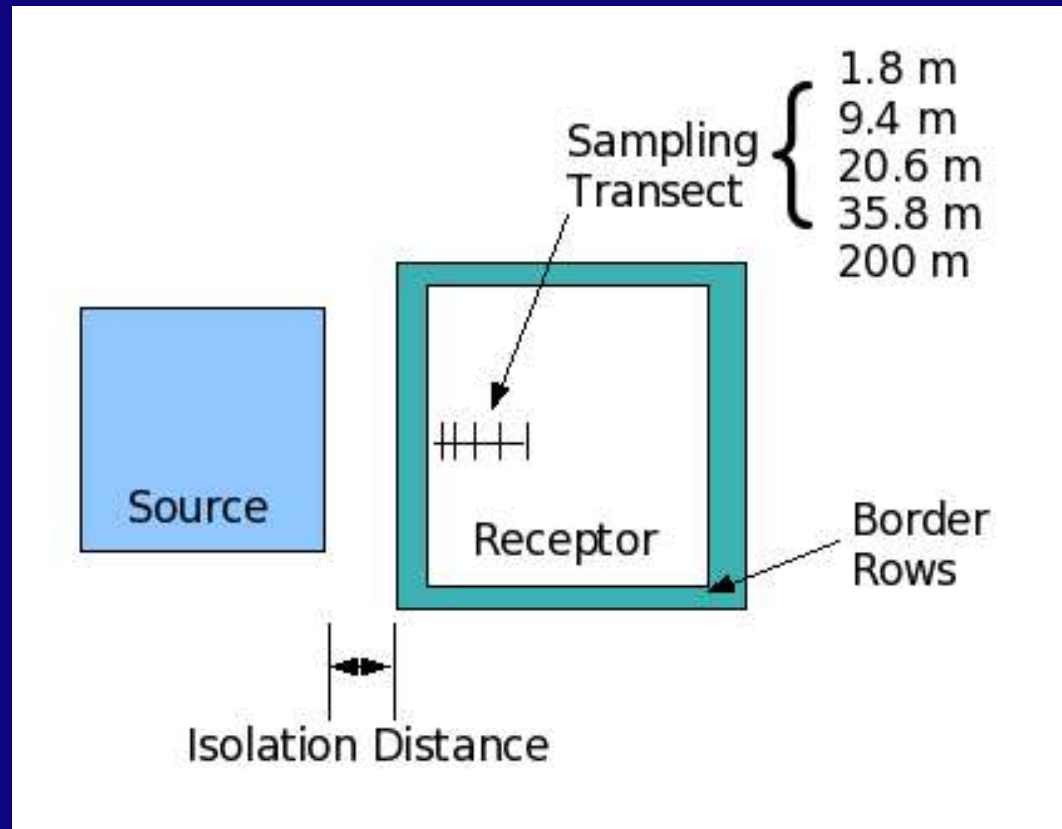 1.8 m
9.4 m
20.6 m
35.8 m
200 m
Sampling
Transect
Source
Receptor
Border
Rows
Isolation Distance